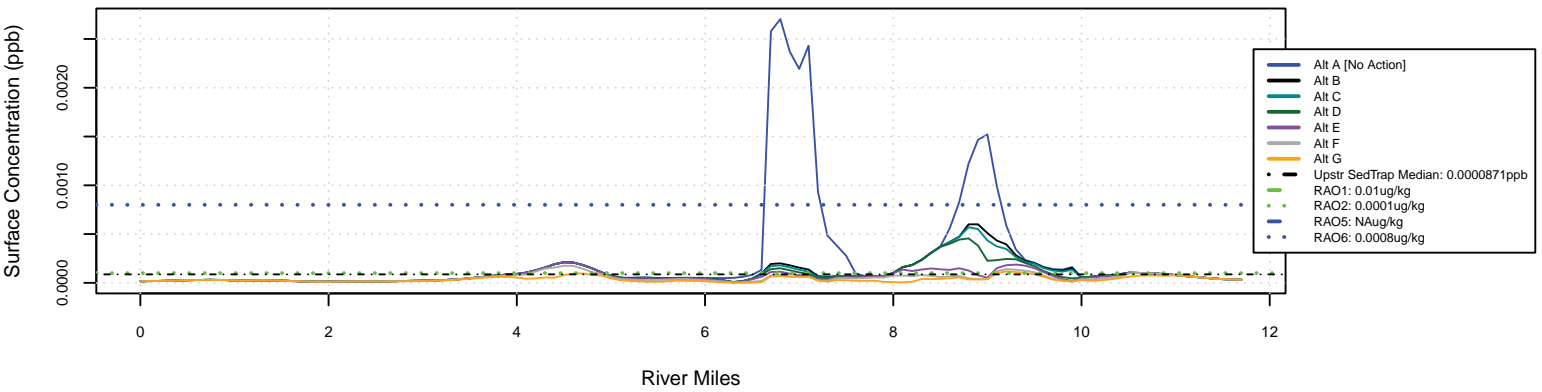 Surface Concentration (ppb)
0.0020
0.0010
0.0000
0 2 4 6 8 10 12
River Miles
Alt A [No Action]
Alt B
Alt C
Alt D
Alt E
Alt F
Alt G
Upstr SedTrap Median: 0.0000871ppb
RAO1: 0.01ug/kg
RAO2: 0.0001ug/kg
RAO5: NAug/kg
RAO6: 0.0008ug/kg